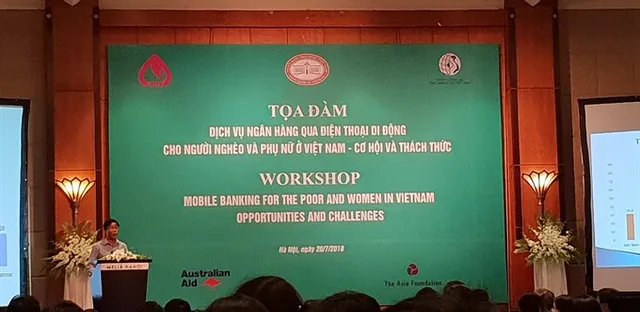 TỌA ĐÀM
DỊCH VỤ NGÂN HÀNG QUA ĐIỆN THOẠI DI ĐỘNG
CHO NGƯỜI NGHÈO VÀ PHỤ NỮ Ở VIỆT NAM - CƠ HỘI VÀ THÁCH THỨC
WORKSHOP
MOBILE BANKING FOR THE POOR AND WOMEN IN VIETNAM
OPPORTUNITIES AND CHALLENGES
Hà Nội, ngày 20/7/2018
Australian
Aid
The Asia Foundation
MELIÃ HANOI